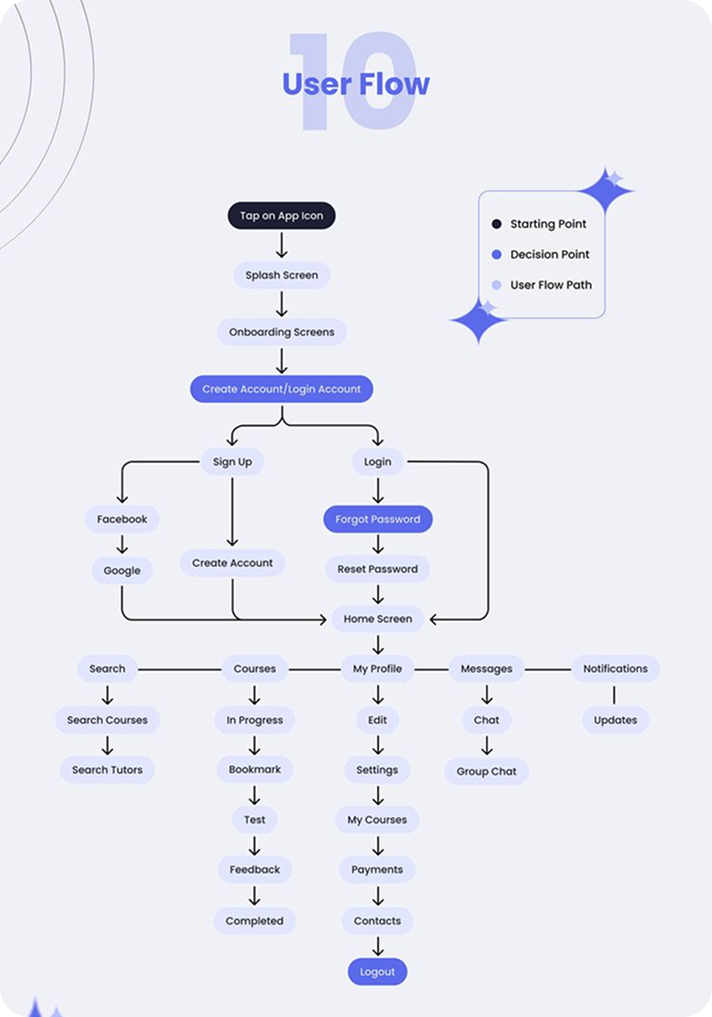 10
User Flow
Tap on App Icon
Starting Point
Decision Point
User Flow Path
Splash Screen
Onboarding Screens
Create Account/Login Account
Sign Up
Login
Facebook
Forgot Password
Google
Create Account
Reset Password
Home Screen
Search
Courses
My Profile
Messages
Notifications
Search Courses
In Progress
Edit
Chat
Updates
Search Tutors
Bookmark
Settings
Group Chat
Test
My Courses
Feedback
Payments
Completed
Contacts
Logout